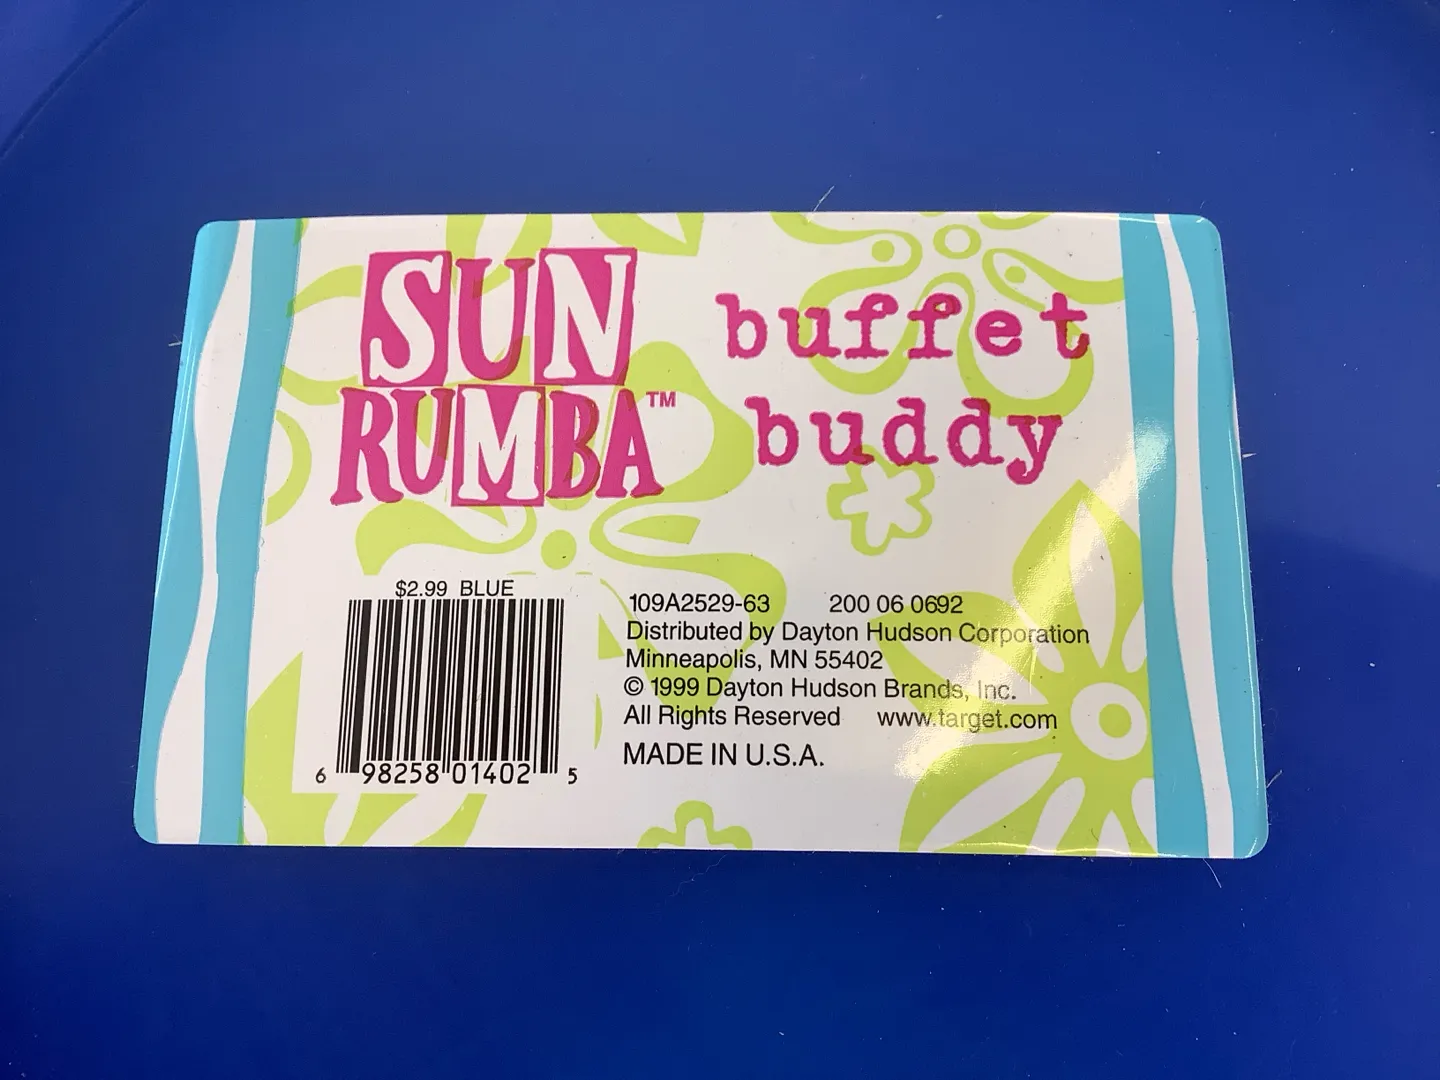 SUN
RUMBA™
buffet
buddy
$2.99 BLUE
6 98258 01402 5
109A2529-63 200 06 0692
Distributed by Dayton Hudson Corporation
Minneapolis, MN 55402
© 1999 Dayton Hudson Brands, Inc.
All Rights Reserved www.target.com
MADE IN U.S.A.